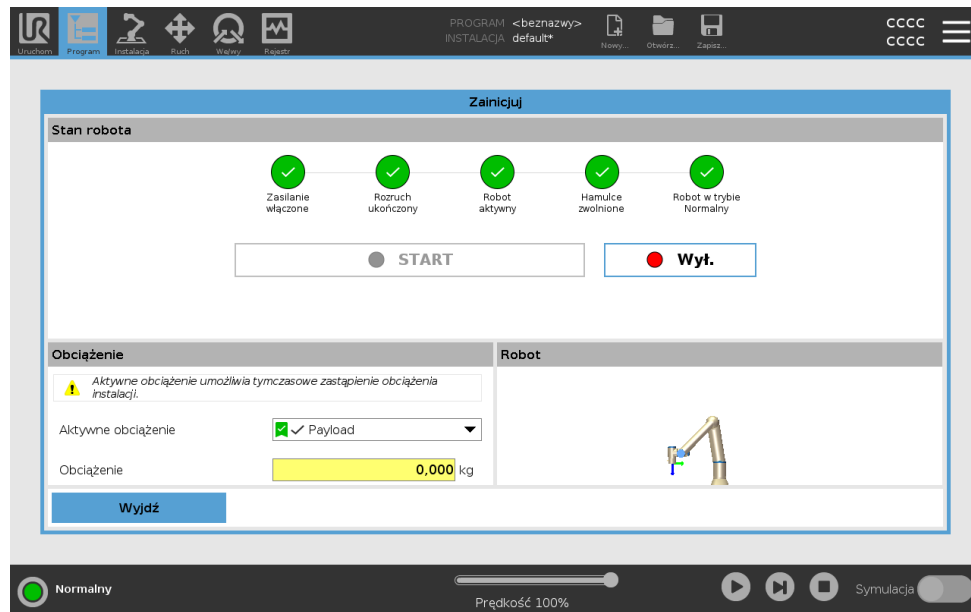 PROGRAM <beznazwy>
INSTALACJA default*
CCCC
CCCC
Uruchom Program Instalacja Ruch We/wy Rejestr Nowy... Otwórz... Zapisz...
Zainicjuj
Stan robota
Zasilanie włączone
Rozruch ukończony
Robot aktywny
Hamulce zwolnione
Robot w trybie Normalny
START
Wył.
Obciążenie
Robot
Aktywne obciążenie umożliwia tymczasowe zastąpienie obciążenia
instalacji.
Aktywne obciążenie Payload
Obciążenie 0,000 kg
Wyjdź
Normalny
Prędkość 100%
Symulacja